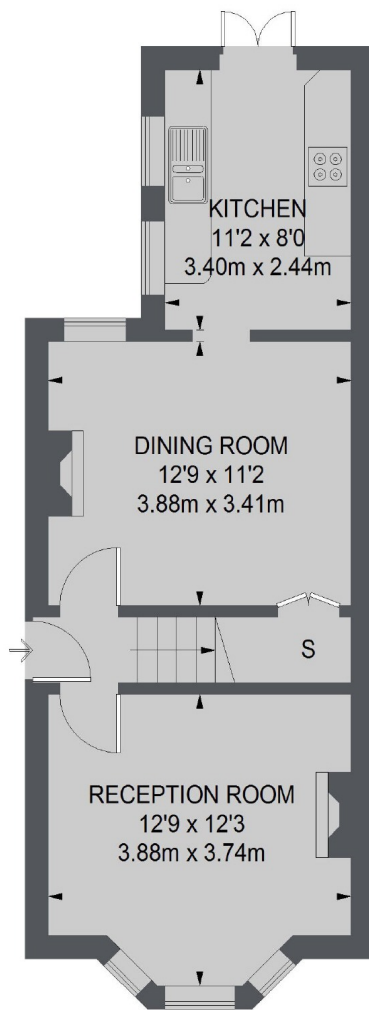 KITCHEN
11'2 x 8'0
3.40m x 2.44m
DINING ROOM
12'9 x 11'2
3.88m x 3.41m
S
RECEPTION ROOM
12'9 x 12'3
3.88m x 3.74m